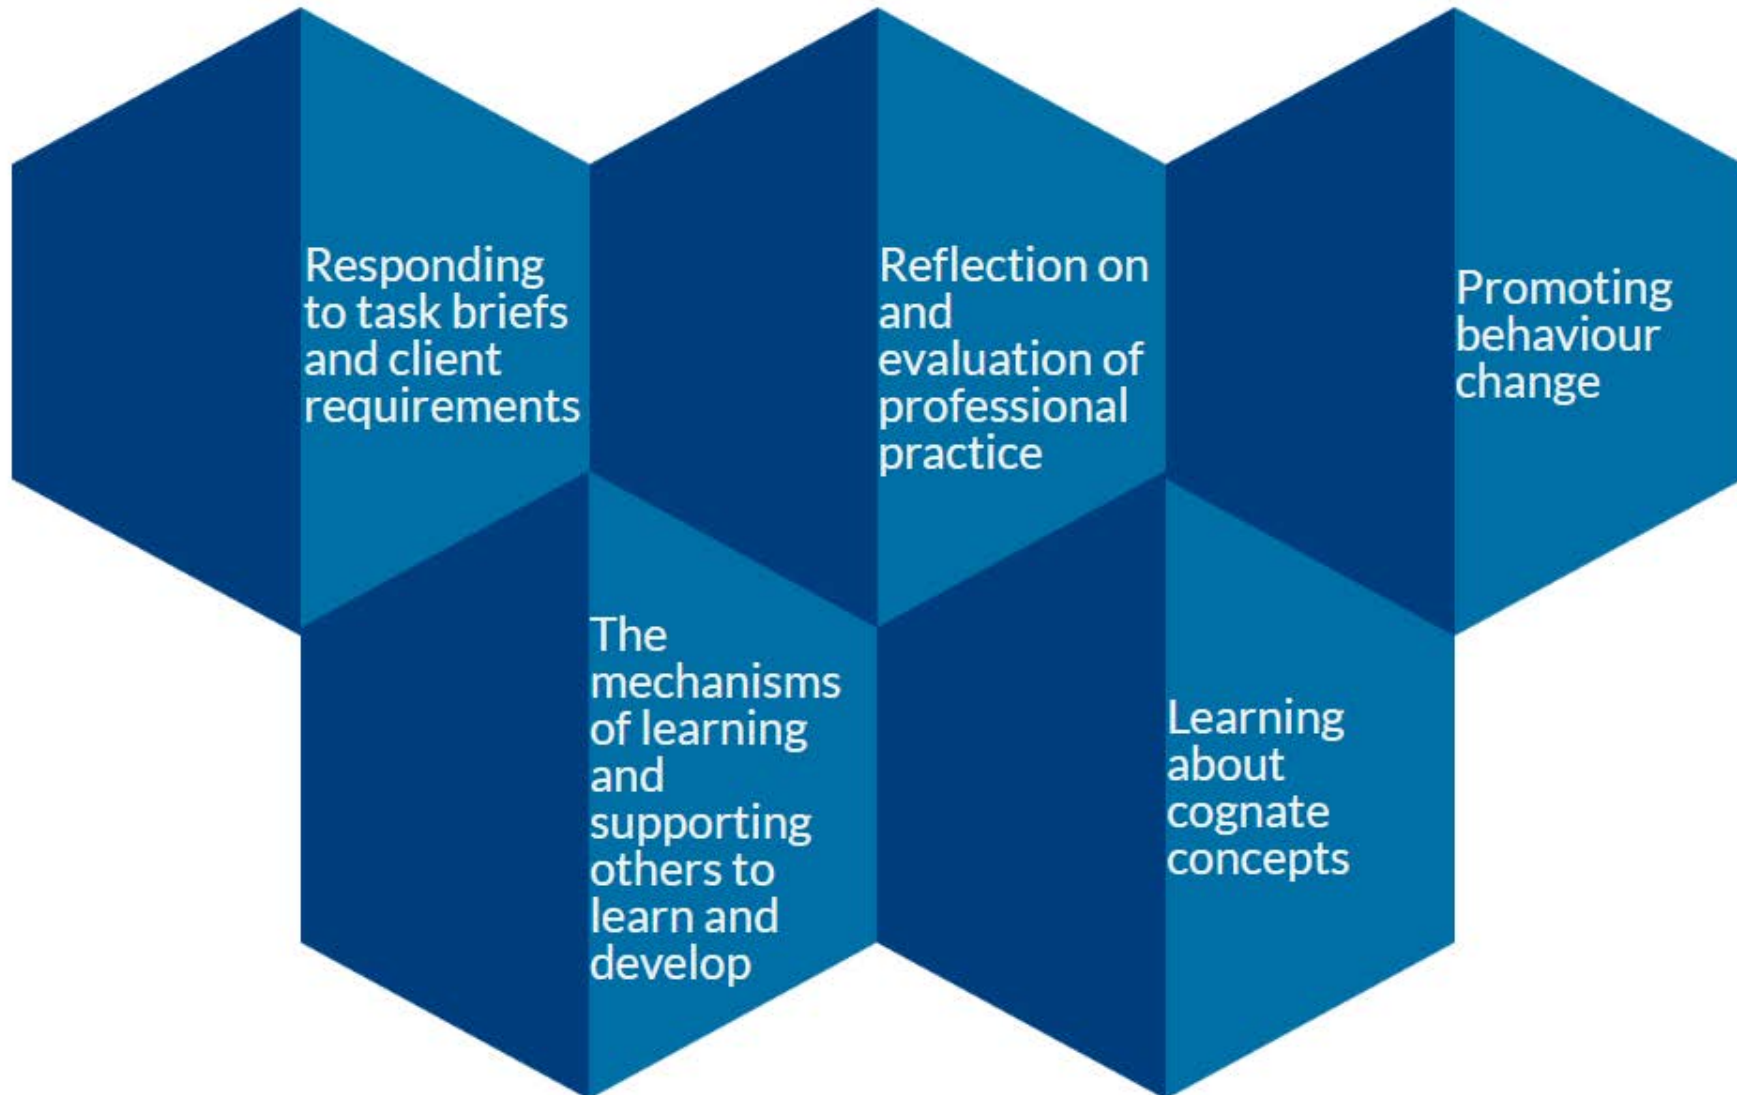 Responding
to task briefs
and client
requirements
Reflection on
and
evaluation of
professional
practice
Promoting
behaviour
change
The
mechanisms
of learning
and
supporting
others to
learn and
develop
Learning
about
cognate
concepts